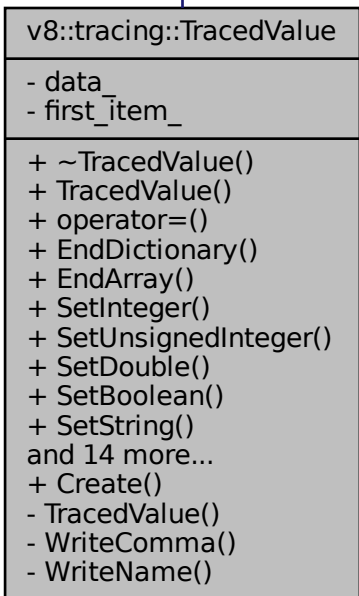 v8::tracing::TracedValue
- data_
- first_item_
+ ~TracedValue()
+ TracedValue()
+ operator=()
+ EndDictionary()
+ EndArray()
+ SetInteger()
+ SetUnsignedInteger()
+ SetDouble()
+ SetBoolean()
+ SetString()
and 14 more...
+ Create()
- TracedValue()
- WriteComma()
- WriteName()